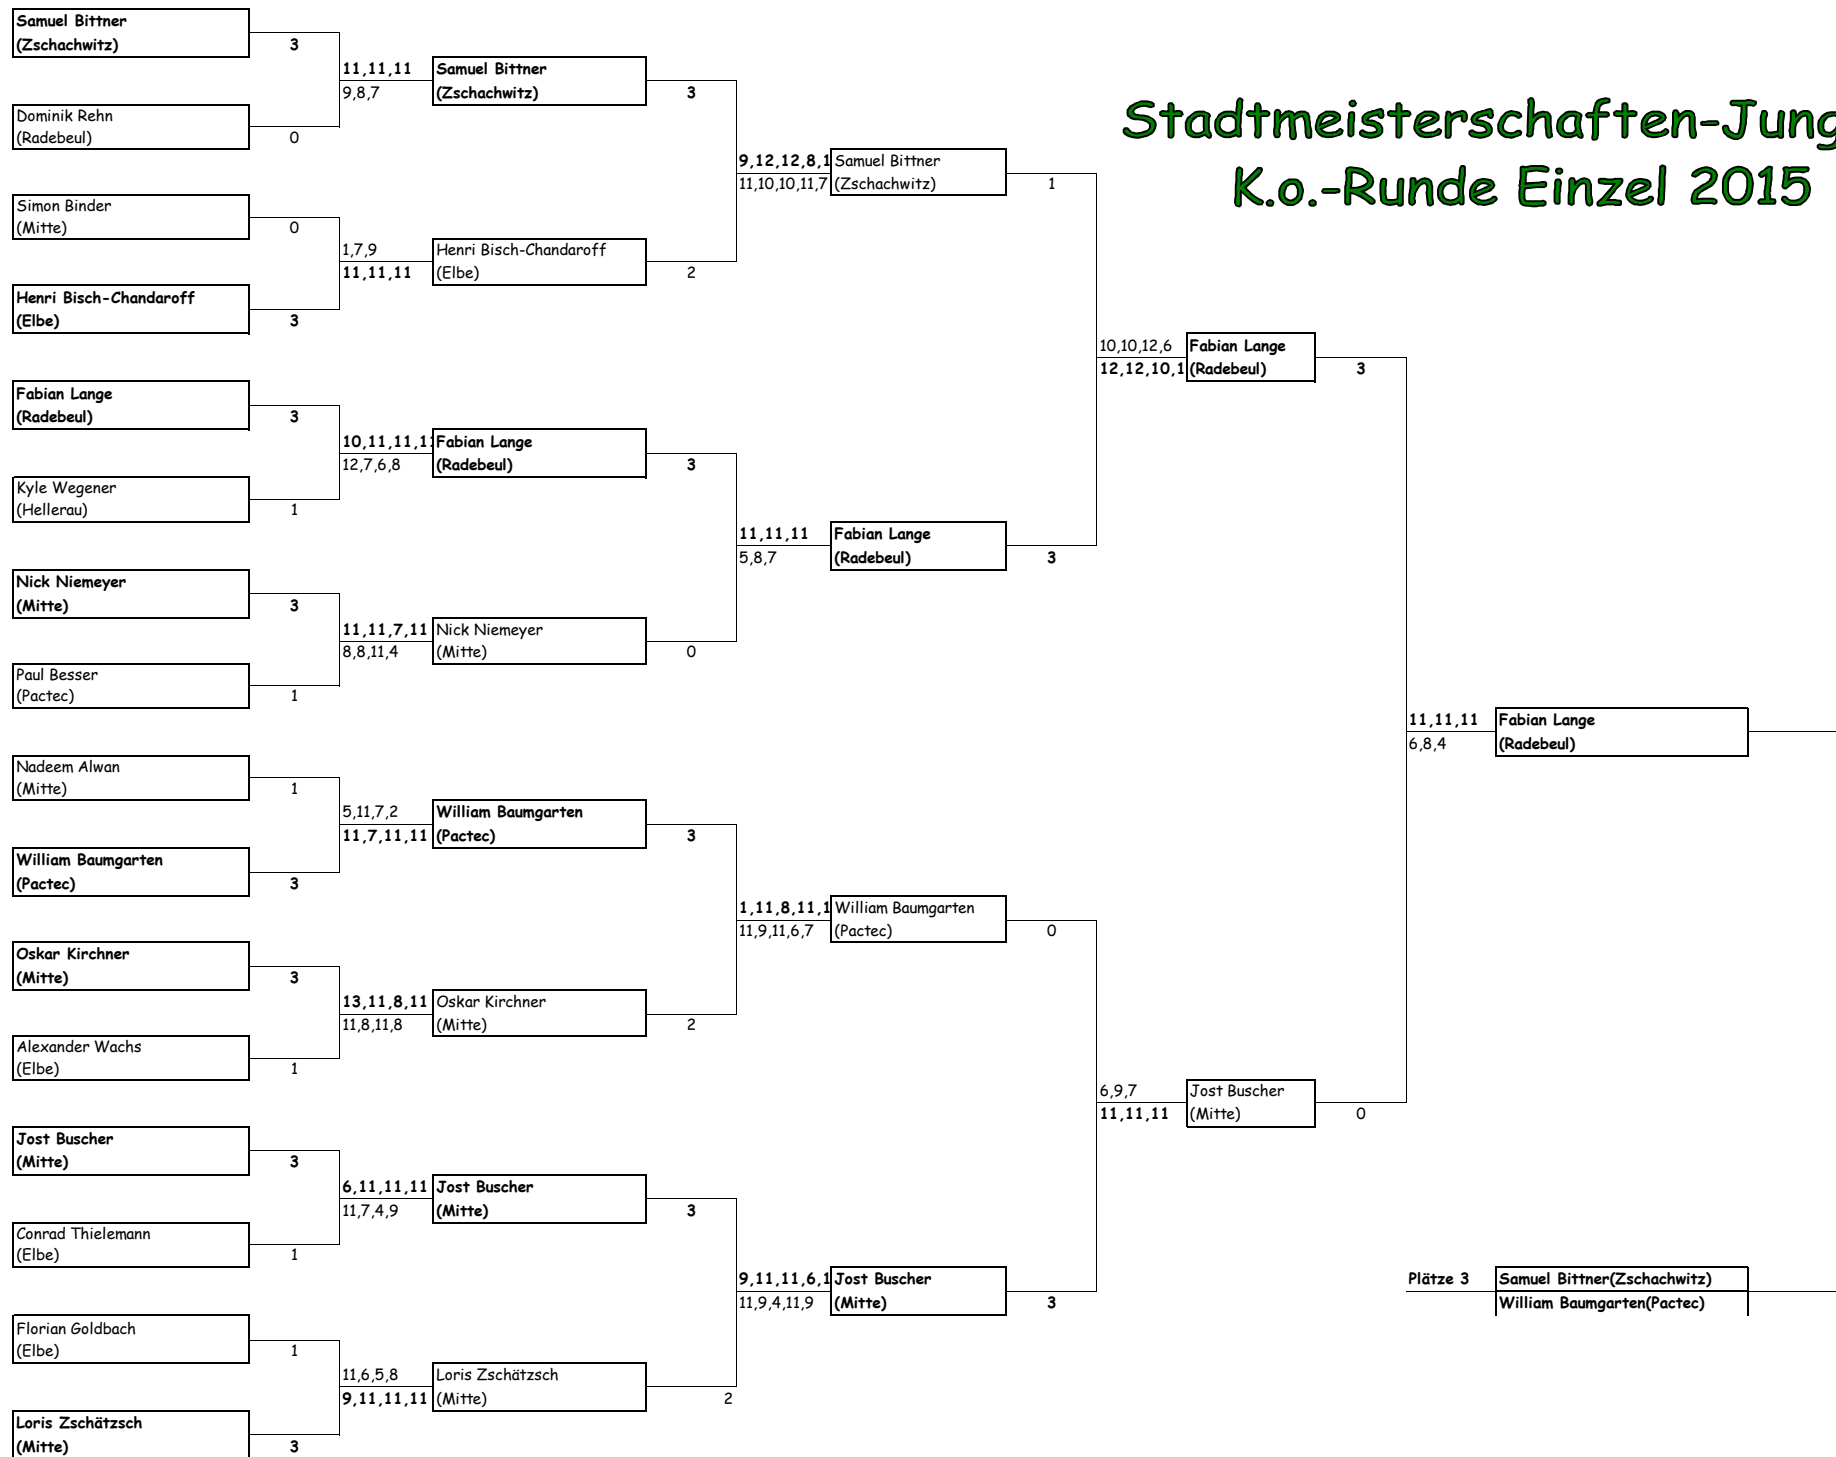 Samuel Bittner
(Zschachwitz)
3
11,11,11
9,8,7
Dominik Rehn
(Radebeul)
0
Samuel Bittner
(Zschachwitz)
3
Simon Binder
(Mitte)
0
1,7,9
11,11,11
Henri Bisch-Chandaroff
(Elbe)
3
Henri Bisch-Chandaroff
(Elbe)
2
9,12,12,8,1
11,10,10,11,7
Samuel Bittner
(Zschachwitz)
1
Stadtmeisterschaften-Jung
K.o.-Runde Einzel 2015
Fabian Lange
(Radebeul)
3
10,11,11,11
12,7,6,8
Kyle Wegener
(Hellerau)
1
Fabian Lange
(Radebeul)
3
Nick Niemeyer
(Mitte)
3
11,11,7,11
8,8,11,4
Paul Besser
(Pactec)
1
Nick Niemeyer
(Mitte)
0
11,11,11
5,8,7
Fabian Lange
(Radebeul)
3
10,10,12,6
12,12,10,1
Fabian Lange
(Radebeul)
3
Nadeem Alwan
(Mitte)
1
5,11,7,2
11,7,11,11
William Baumgarten
(Pactec)
3
William Baumgarten
(Pactec)
3
Oskar Kirchner
(Mitte)
3
13,11,8,11
11,8,11,8
Alexander Wachs
(Elbe)
1
Oskar Kirchner
(Mitte)
2
1,11,8,11,1
11,9,11,6,7
William Baumgarten
(Pactec)
0
Jost Buscher
(Mitte)
3
6,11,11,11
11,7,4,9
Conrad Thielemann
(Elbe)
1
Jost Buscher
(Mitte)
3
Florian Goldbach
(Elbe)
1
11,6,5,8
9,11,11,11
Loris Zschätzsch
(Mitte)
3
Loris Zschätzsch
(Mitte)
2
9,11,11,6,1
11,9,4,11,9
Jost Buscher
(Mitte)
3
6,9,7
11,11,11
Jost Buscher
(Mitte)
0
11,11,11
6,8,4
Fabian Lange
(Radebeul)
Plätze 3
Samuel Bittner(Zschachwitz)
William Baumgarten(Pactec)